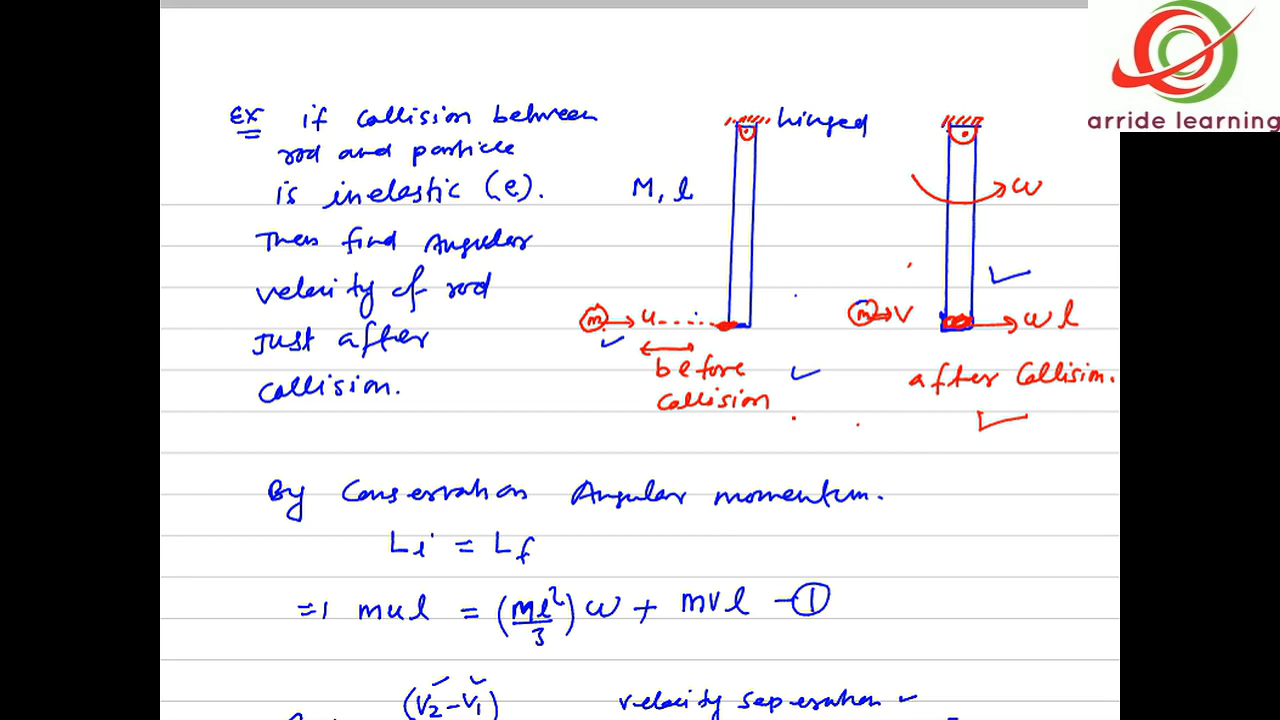 Ex if collision between
rod and particle
is inelastic (e).
Then find Angular
velocity of rod
Just after
collision.
hinged
M, l
m → u
before
collision
ω
m → v
ωl
after collision.
arride learning
By Conservation Angular momentum.
Li = Lf
⇒ mul = (Ml²/3) ω + mvl - ①
(V2-V1)
velocity seperation